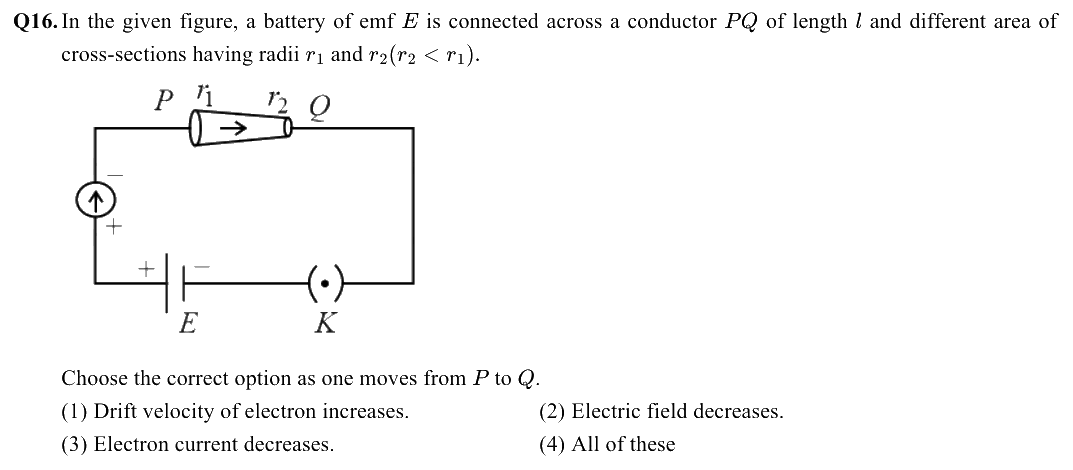 Q16. In the given figure, a battery of emf E is connected across a conductor PQ of length l and different area of
cross-sections having radii r₁ and r₂(r₂ < r₁).
P r₁ r₂ Q
−
+
+ −
E K
Choose the correct option as one moves from P to Q.
(1) Drift velocity of electron increases. (2) Electric field decreases.
(3) Electron current decreases. (4) All of these